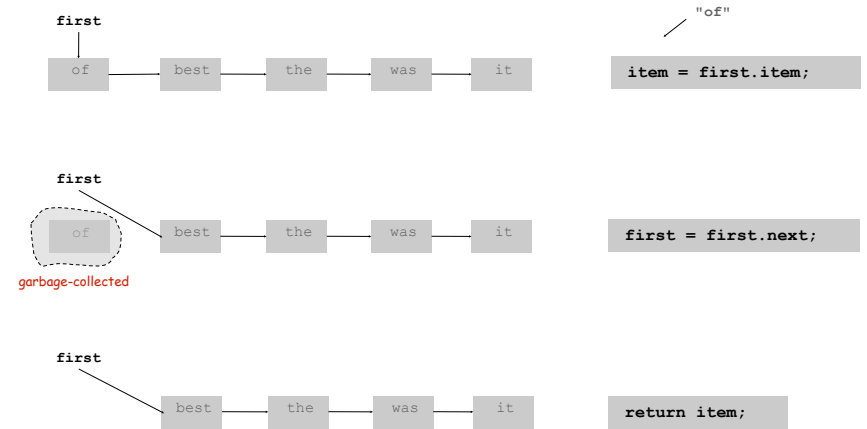 "of"
first
of best the was it
item = first.item;
first
of best the was it
first = first.next;
garbage-collected
first
best the was it
return item;